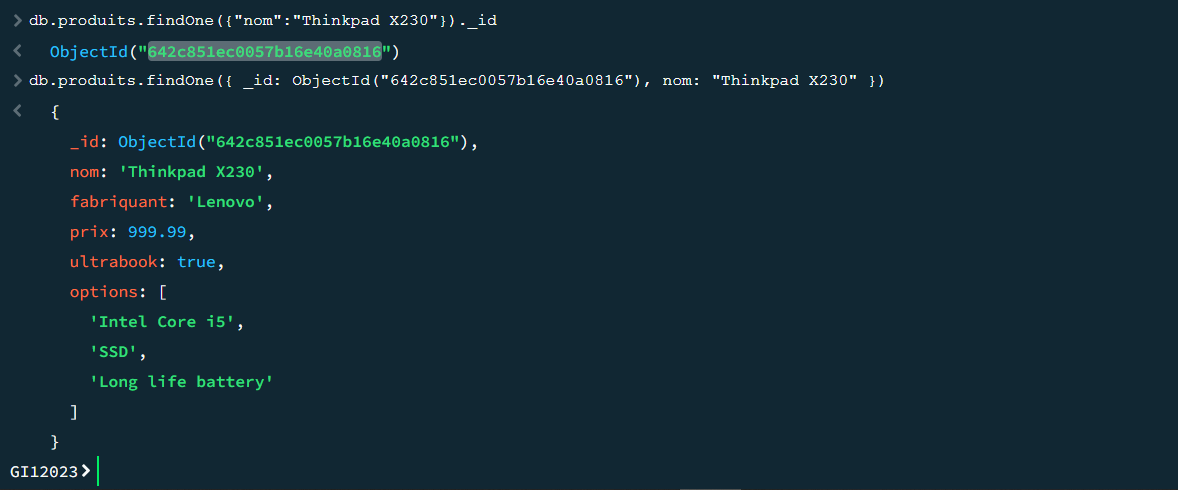 > db.produits.findOne({"nom":"Thinkpad X230"})._id
< ObjectId("642c851ec0057b16e40a0816")
> db.produits.findOne({ _id: ObjectId("642c851ec0057b16e40a0816"), nom: "Thinkpad X230" })
< {
_id: ObjectId("642c851ec0057b16e40a0816"),
nom: 'Thinkpad X230',
fabriquant: 'Lenovo',
prix: 999.99,
ultrabook: true,
options: [
'Intel Core i5',
'SSD',
'Long life battery'
]
}
GI12023>